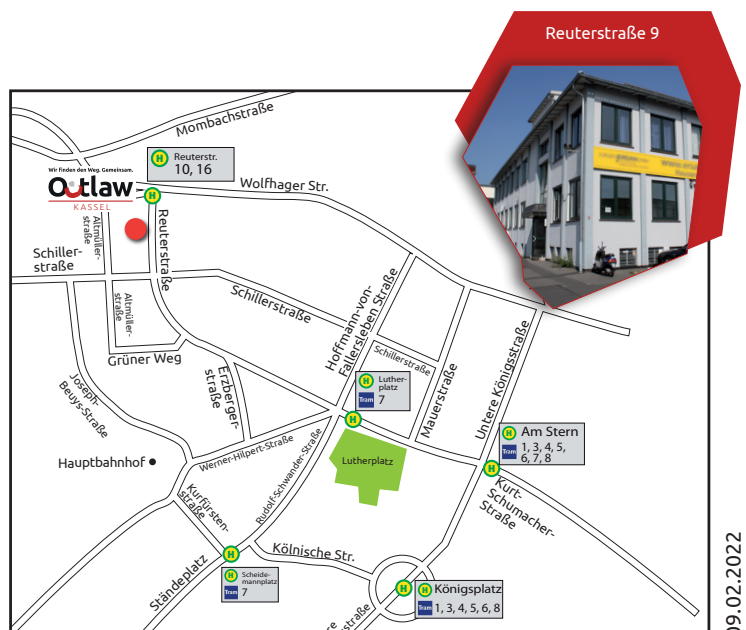 Reuterstraße 9
Mombachstraße
H Reuterstr.
10, 16
Wir finden den Weg. Gemeinsam.
Outlaw
KASSEL
H
Wolfhager Str.
Altmüller-
straße
Reuterstraße
Schiller-
straße
Schillerstraße
Hoffmann-von-
Fallersleben Straße
Altmüller-
straße
Grüner Weg
Schillerstraße
Mauerstraße
Untere Königsstraße
Erzberger-
straße
Joseph-
Beuys-Straße
H Luther-
platz
Tram 7
H
H Am Stern
Tram 1, 3, 4, 5,
6, 7, 8
H
Werner-Hilpert-Straße
Rudolf-Schwander-Straße
Lutherplatz
Hauptbahnhof
Kurfürsten-
straße
Kurt-
Schumacher-
Straße
Kölnische Str.
H
Ständeplatz
H Scheide-
mannplatz
Tram 7
H
H Königsplatz
Tram 1, 3, 4, 5, 6, 8
straße
09.02.2022